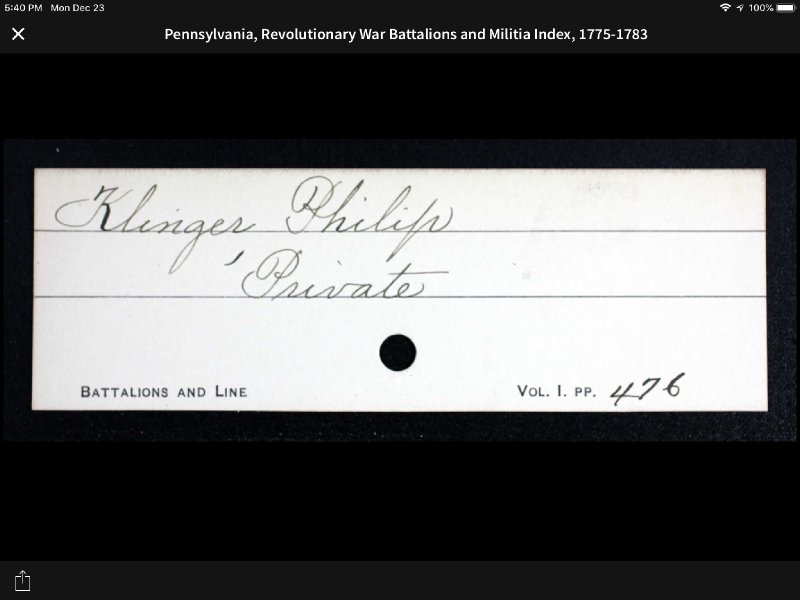 5:40 PM Mon Dec 23 100%
Pennsylvania, Revolutionary War Battalions and Militia Index, 1775-1783
Klinger Philip
Private
BATTALIONS AND LINE VOL. I. PP. 476